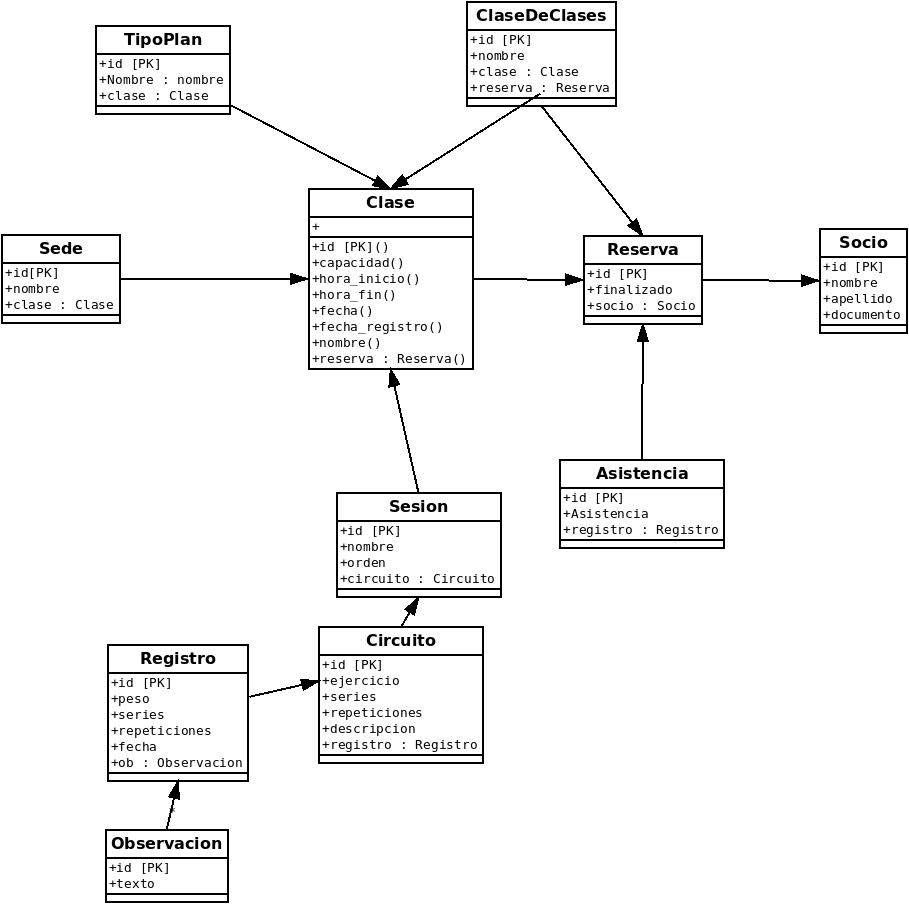 TipoPlan
+id [PK]
+Nombre : nombre
+clase : Clase
ClaseDeClases
+id [PK]
+nombre
+clase : Clase
+reserva : Reserva
Sede
+id[PK]
+nombre
+clase : Clase
Clase
+
+id [PK]()
+capacidad()
+hora_inicio()
+hora_fin()
+fecha()
+fecha_registro()
+nombre()
+reserva : Reserva()
Reserva
+id [PK]
+finalizado
+socio : Socio
Socio
+id [PK]
+nombre
+apellido
+documento
Asistencia
+id [PK]
+Asistencia
+registro : Registro
Sesion
+id [PK]
+nombre
+orden
+circuito : Circuito
Circuito
+id [PK]
+ejercicio
+series
+repeticiones
+descripcion
+registro : Registro
Registro
+id [PK]
+peso
+series
+repeticiones
+fecha
+ob : Observacion
*
Observacion
+id [PK]
+texto